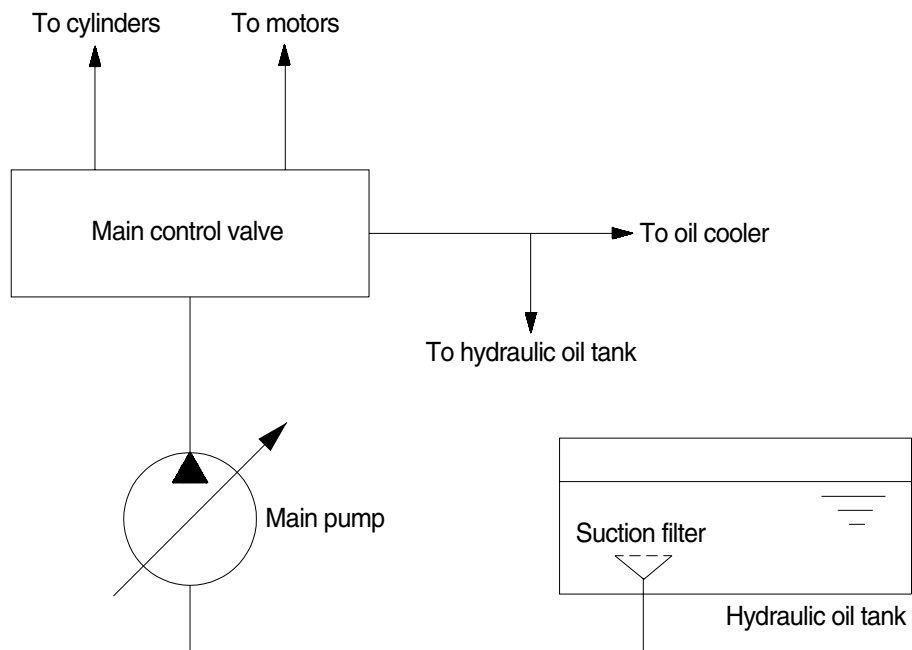 To cylinders
To motors
Main control valve
To oil cooler
To hydraulic oil tank
Main pump
Suction filter
Hydraulic oil tank